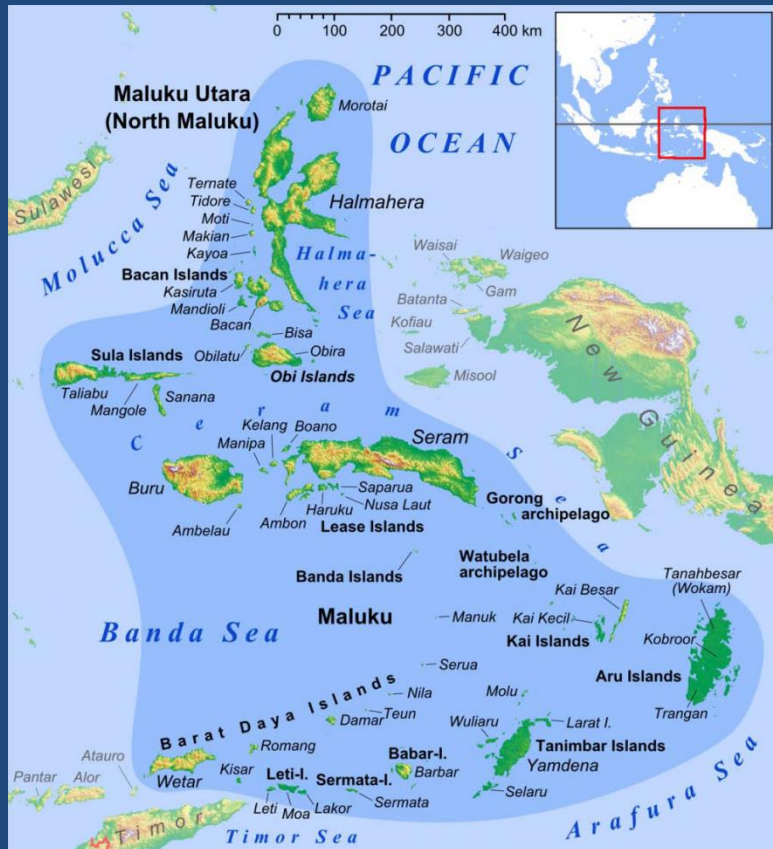 0 100 200 300 400 km
PACIFIC
OCEAN
Maluku Utara
(North Maluku)
Morotai
Sulawesi
Molucca Sea
Ternate
Tidore
Moti
Makian
Kayoa
Halmahera
Halma-
hera
Sea
Bacan Islands
Kasiruta
Mandioli
Bacan
Waisai
Waigeo
Gam
Batanta
Kofiau
Salawati
Misool
New Guinea
Bisa
Obilatu
Obira
Obi Islands
Sula Islands
Taliabu
Mangole
Sanana
Ceram Sea
Boano
Kelang
Manipa
Seram
Buru
Ambelau
Ambon
Saparua
Haruku
Nusa Laut
Lease Islands
Gorong
archipelago
Banda Islands
Watubela
archipelago
Maluku
Manuk
Kai Besar
Kai Kecil
Kai Islands
Tanahbesar
(Wokam)
Kobroor
Aru Islands
Trangan
Banda Sea
Serua
Nila
Teun
Damar
Barat Daya Islands
Romang
Wetar
Kisar
Atauro
Pantar
Alor
Timor
Leti-I.
Leti
Moa
Lakor
Sermata-I.
Sermata
Babar-I.
Barbar
Molu
Wuliaru
Larat I.
Tanimbar Islands
Yamdena
Selaru
Timor Sea
Arafura Sea